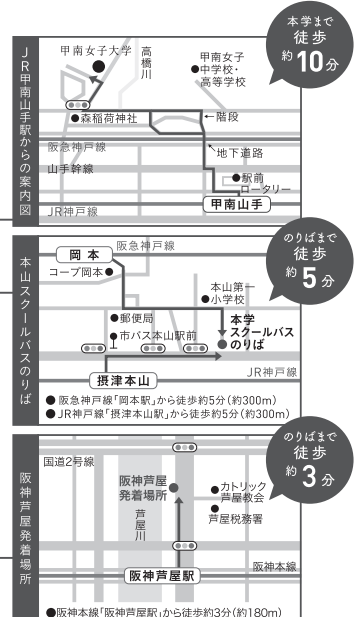 JR甲南山手駅からの案内図
本学まで
徒歩
約10分
甲南女子大学
高橋川
甲南女子
中学校・
高等学校
森稲荷神社
←階段
阪急神戸線
地下道路
山手幹線
駅前
ロータリー
甲南山手
JR神戸線
本山スクールバスのりば
のりばまで
徒歩
約5分
岡本
阪急神戸線
コープ岡本
本山第一
小学校
郵便局
市バス本山駅前
本学
スクールバス
のりば
JR神戸線
摂津本山
●阪急神戸線「岡本駅」から徒歩約5分(約300m)
●JR神戸線「摂津本山駅」から徒歩約5分(約300m)
阪神芦屋発着場所
のりばまで
徒歩
約3分
国道2号線
阪神芦屋
発着場所
カトリック
芦屋教会
芦屋川
芦屋税務署
阪神本線
阪神芦屋駅
●阪神本線「阪神芦屋駅」から徒歩約3分(約180m)